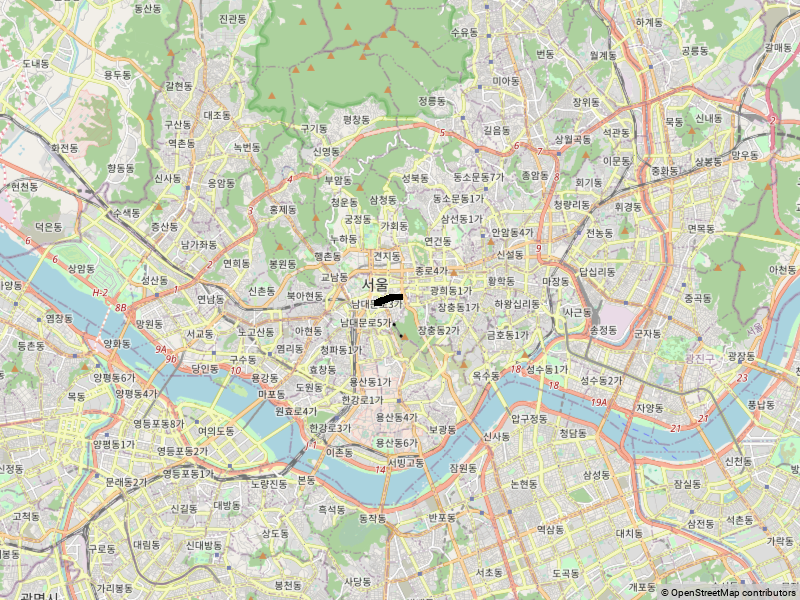 동산동
진관동
수유동
하계동
갈매동
도내동
용두동
번동
월계동
공릉동
갈현동
미아동
대조동
정릉동
장위동
구산동
평창동
구기동
길음동
석관동
묵동
신내동
역촌동
녹번동
신영동
5
6
상월곡동
화전동
향동동
신사동
응암동
4
부암동
성북동
동소문동7가
종암동
이문동
중화동
상봉동
망우동
7
현천동
수색동
홍제동
청운동
삼청동
동소문동1가
회기동
3
덕은동
증산동
궁정동
가회동
삼선동1가
청량리동
휘경동
남가좌동
누하동
연건동
안암동4가
전농동
면목동
상암동
연희동
봉원동
행촌동
견지동
신설동
9
아천동
H-2
성산동
교남동
종로4가
황학동
마장동
답십리동
서울
8B
연남동
신촌동
북아현동
광희동1가
하왕십리동
사근동
남대문로3가
장충동1가
망원동
서교동
노고산동
아현동
남대문로5가
장충동2가
금호동1가
송정동
군자동
서울
등촌동
양화동
9A
염리동
청파동1가
9b
구수동
광진구
광장동
10
당인동
용강동
효창동
옥수동
18
성수동1가
성수동2가
양평동6가
도원동
용산동1가
23
양평동4가
마포동
한강로1가
19A
자양동
풍납동
원효로4가
용산동4가
압구정동
21
영등포동8가
여의도동
한강로3가
보광동
청담동
양평동1가
용산동6가
신사동
신천동
영등포동1가
이촌동
14
서빙고동
잠원동
신정동
문래동2가
노량진동
본동
논현동
삼성동
잠실동
고척동
신길동
대방동
흑석동
동작동
반포동
삼전동
석촌동
상도동
역삼동
대치동
가락동
구로동
대림동
신대방동
서초동
도곡동
가리봉동
봉천동
사당동
개포동
광명시
© OpenStreetMap contributors